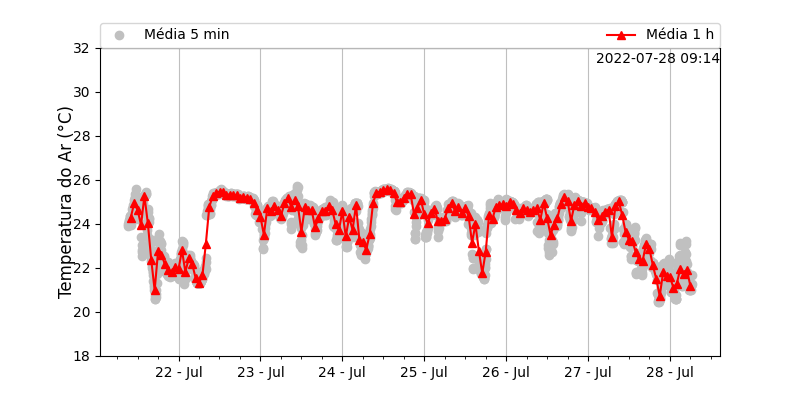 Média 5 min
Média 1 h
2022-07-28 09:14
Temperatura do Ar (°C)
32
30
28
26
24
22
20
18
22 - Jul
23 - Jul
24 - Jul
25 - Jul
26 - Jul
27 - Jul
28 - Jul